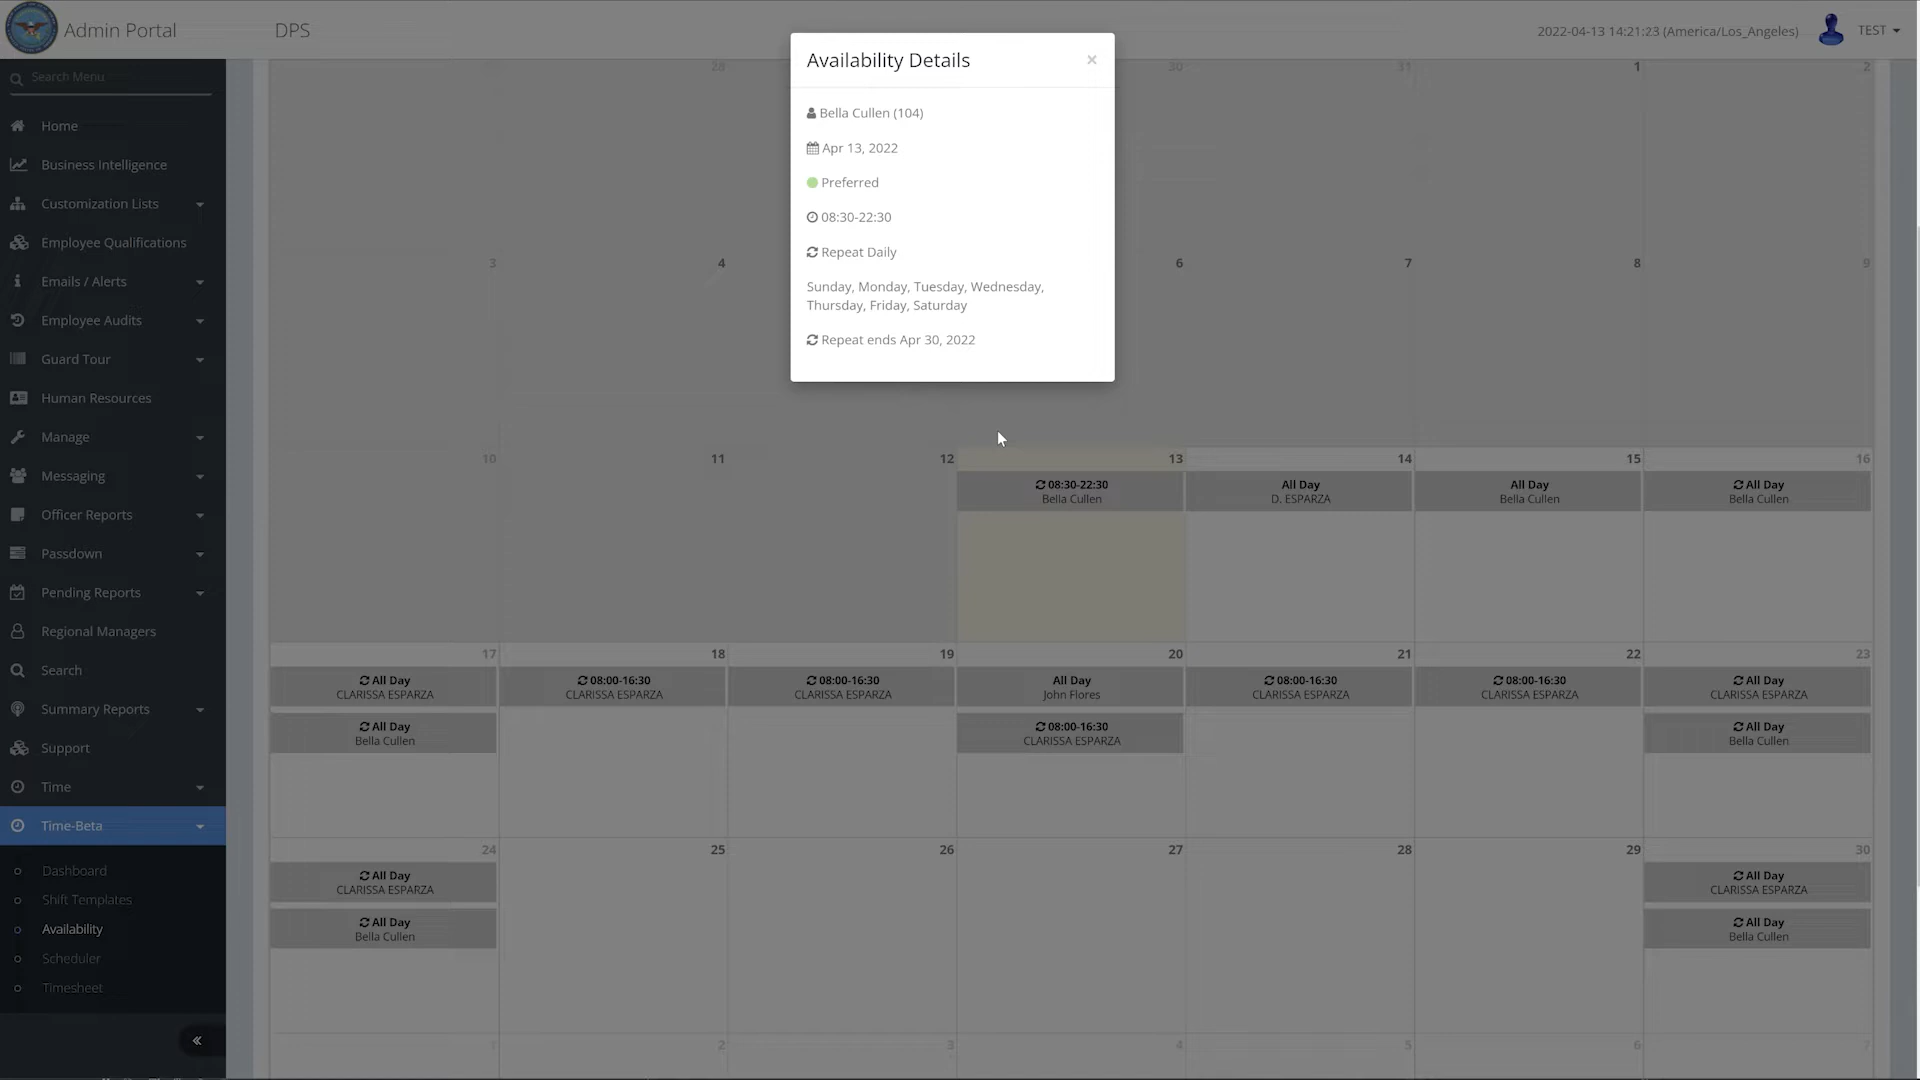 Admin Portal
DPS
2022-04-13 14:21:23 (America/Los_Angeles)
TEST
Search Menu
Home
Business Intelligence
Customization Lists
Employee Qualifications
Emails / Alerts
Employee Audits
Guard Tour
Human Resources
Manage
Messaging
Officer Reports
Passdown
Pending Reports
Regional Managers
Search
Summary Reports
Support
Time
Time-Beta
Dashboard
Shift Templates
Availability
Scheduler
Timesheet
«
Availability Details
×
Bella Cullen (104)
Apr 13, 2022
Preferred
08:30-22:30
Repeat Daily
Sunday, Monday, Tuesday, Wednesday,
Thursday, Friday, Saturday
Repeat ends Apr 30, 2022
28 30 31 1 2
3 4 6 7 8 9
10 11 12 13 14 15 16
08:30-22:30
Bella Cullen
All Day
D. ESPARZA
All Day
Bella Cullen
All Day
Bella Cullen
17 18 19 20 21 22 23
All Day
CLARISSA ESPARZA
08:00-16:30
CLARISSA ESPARZA
08:00-16:30
CLARISSA ESPARZA
All Day
John Flores
08:00-16:30
CLARISSA ESPARZA
08:00-16:30
CLARISSA ESPARZA
All Day
CLARISSA ESPARZA
All Day
Bella Cullen
08:00-16:30
CLARISSA ESPARZA
All Day
Bella Cullen
24 25 26 27 28 29 30
All Day
CLARISSA ESPARZA
All Day
CLARISSA ESPARZA
All Day
Bella Cullen
All Day
Bella Cullen
1 2 3 4 5 6 7